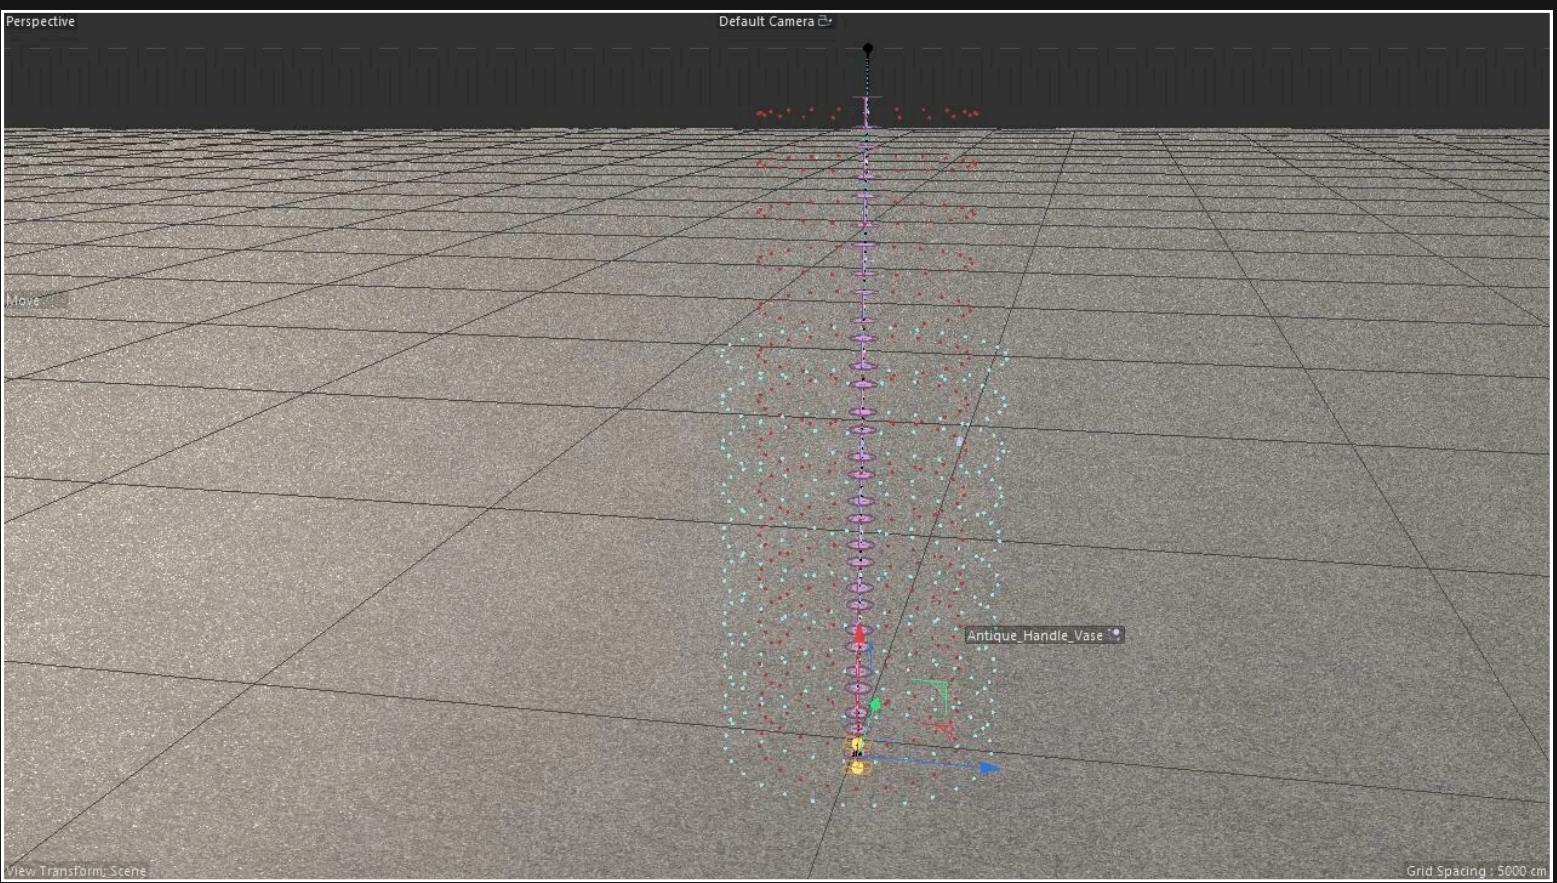 Perspective
Default Camera
Move
Antique_Handle_Vase
View Transform: Scene
Grid Spacing : 5000 cm